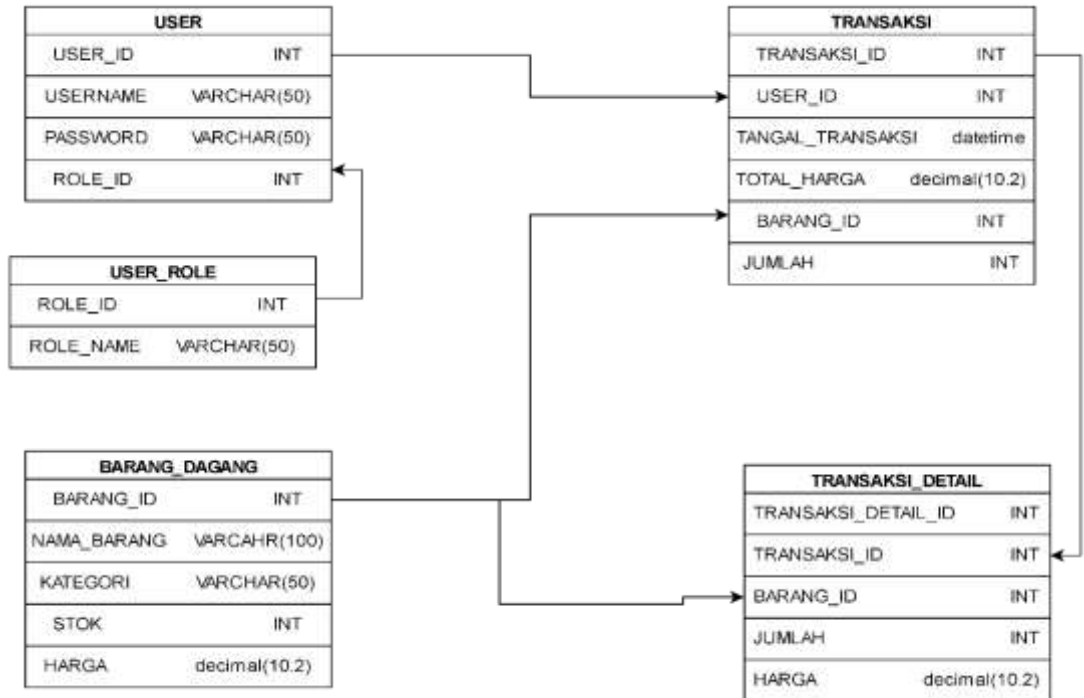 USER
USER_ID INT
USERNAME VARCHAR(50)
PASSWORD VARCHAR(50)
ROLE_ID INT
USER_ROLE
ROLE_ID INT
ROLE_NAME VARCHAR(50)
BARANG_DAGANG
BARANG_ID INT
NAMA_BARANG VARCAHR(100)
KATEGORI VARCHAR(50)
STOK INT
HARGA decimal(10.2)
TRANSAKSI
TRANSAKSI_ID INT
USER_ID INT
TANGAL_TRANSAKSI datetime
TOTAL_HARGA decimal(10.2)
BARANG_ID INT
JUMLAH INT
TRANSAKSI_DETAIL
TRANSAKSI_DETAIL_ID INT
TRANSAKSI_ID INT
BARANG_ID INT
JUMLAH INT
HARGA decimal(10.2)